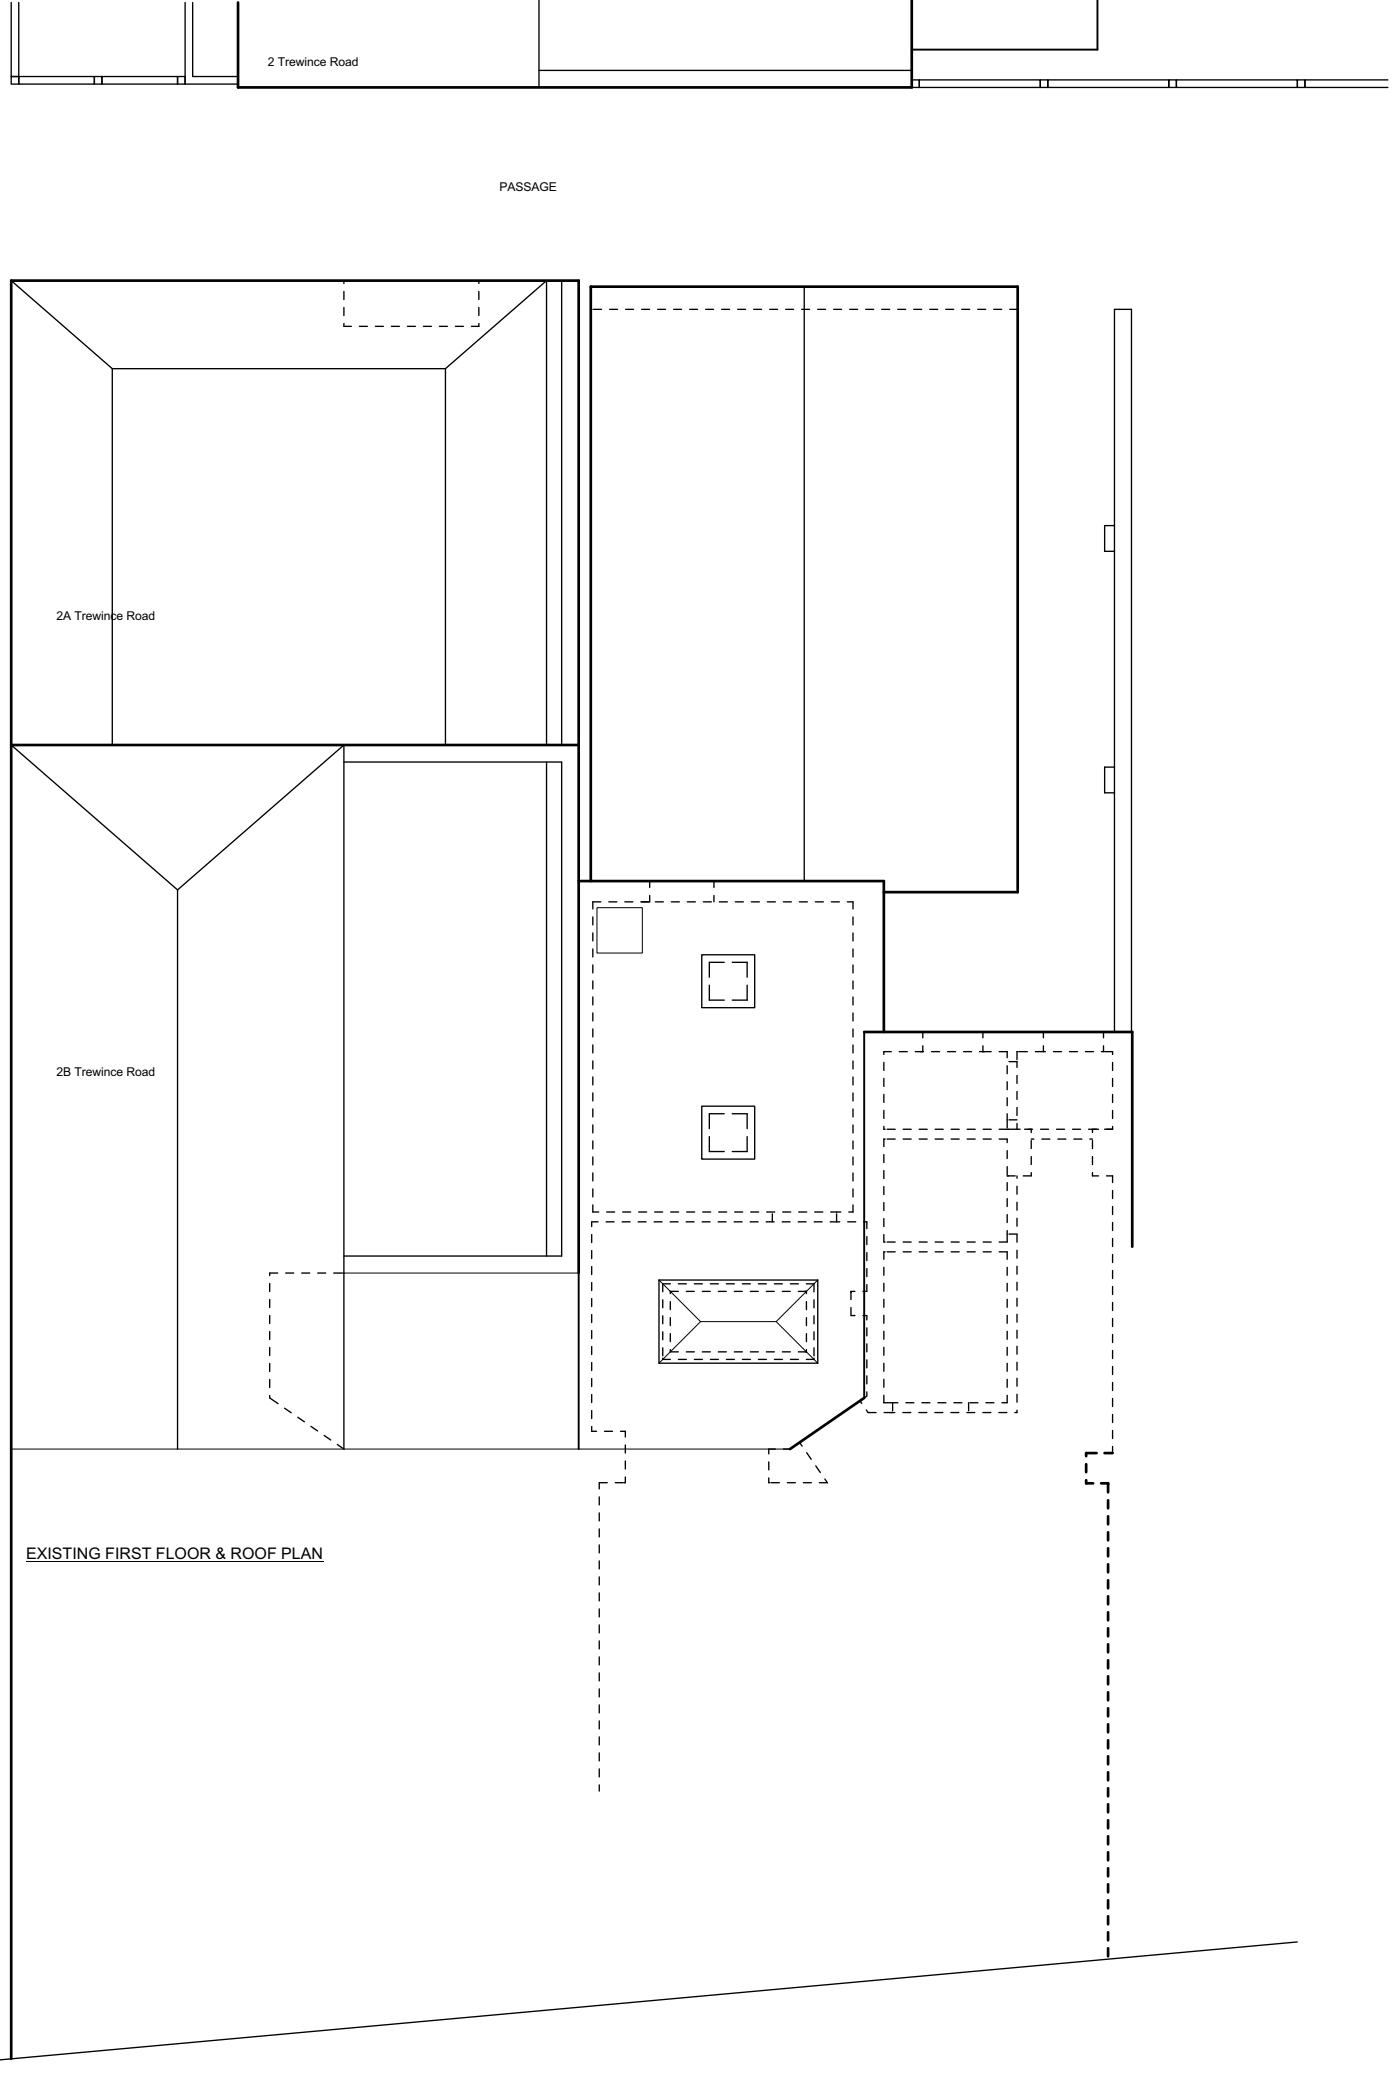 2 Trewince Road
PASSAGE
2A Trewince Road
2B Trewince Road
EXISTING FIRST FLOOR & ROOF PLAN